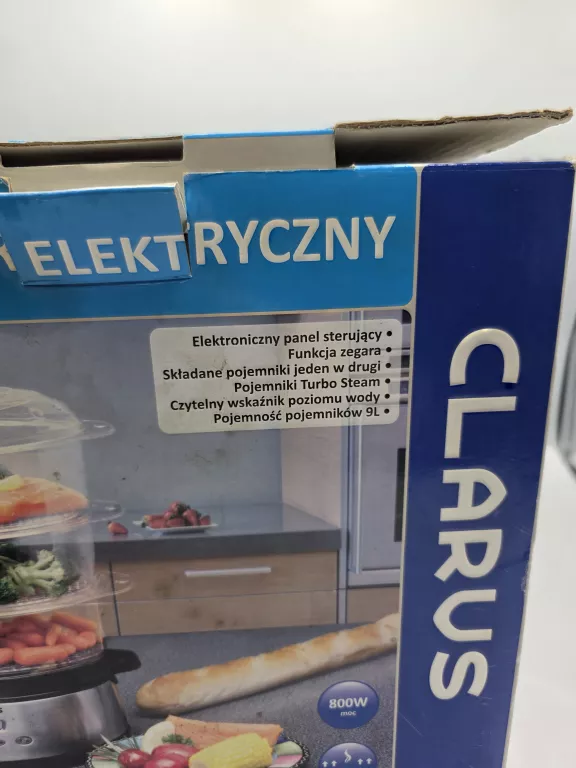 ELEKTRYCZNY
Elektroniczny panel sterujący •
Funkcja zegara •
Składane pojemniki jeden w drugi •
Pojemniki Turbo Steam •
Czytelny wskaźnik poziomu wody •
Pojemność pojemników 9L •
CLARUS
800W
moc